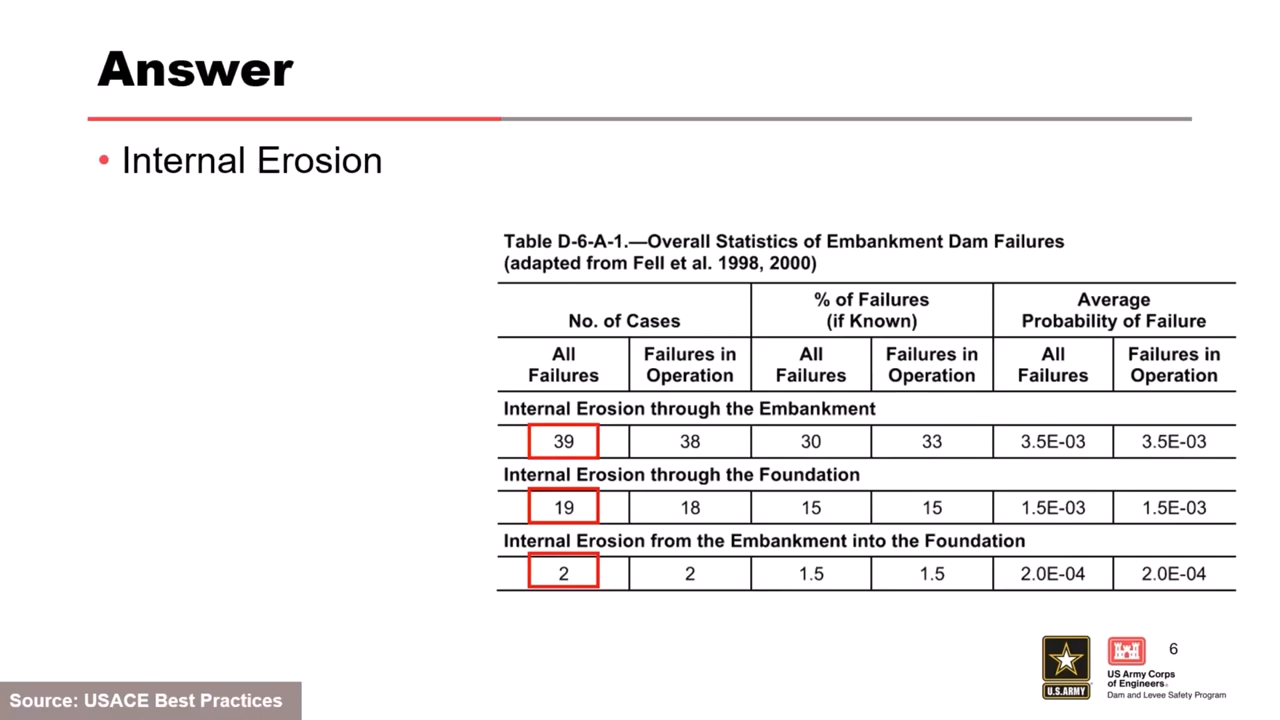 Answer
• Internal Erosion
Table D-6-A-1.—Overall Statistics of Embankment Dam Failures
(adapted from Fell et al. 1998, 2000)
No. of Cases
% of Failures
(if Known)
Average
Probability of Failure
All
Failures
Failures in
Operation
All
Failures
Failures in
Operation
All
Failures
Failures in
Operation
Internal Erosion through the Embankment
39 38 30 33 3.5E-03 3.5E-03
Internal Erosion through the Foundation
19 18 15 15 1.5E-03 1.5E-03
Internal Erosion from the Embankment into the Foundation
2 2 1.5 1.5 2.0E-04 2.0E-04
U.S.ARMY
US Army Corps
of Engineers®
Dam and Levee Safety Program
6
Source: USACE Best Practices